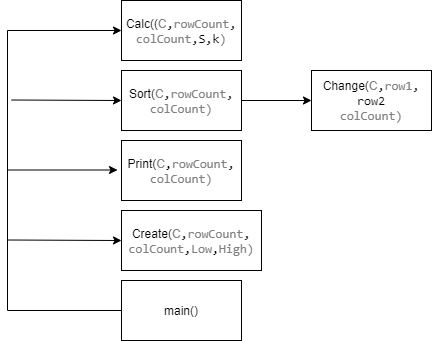 Calc((C,rowCount,
colCount,S,k)
Sort(C,rowCount,
colCount)
Change(C,row1,
row2
colCount)
Print(C,rowCount,
colCount)
Create(C,rowCount,
colCount,Low,High)
main()